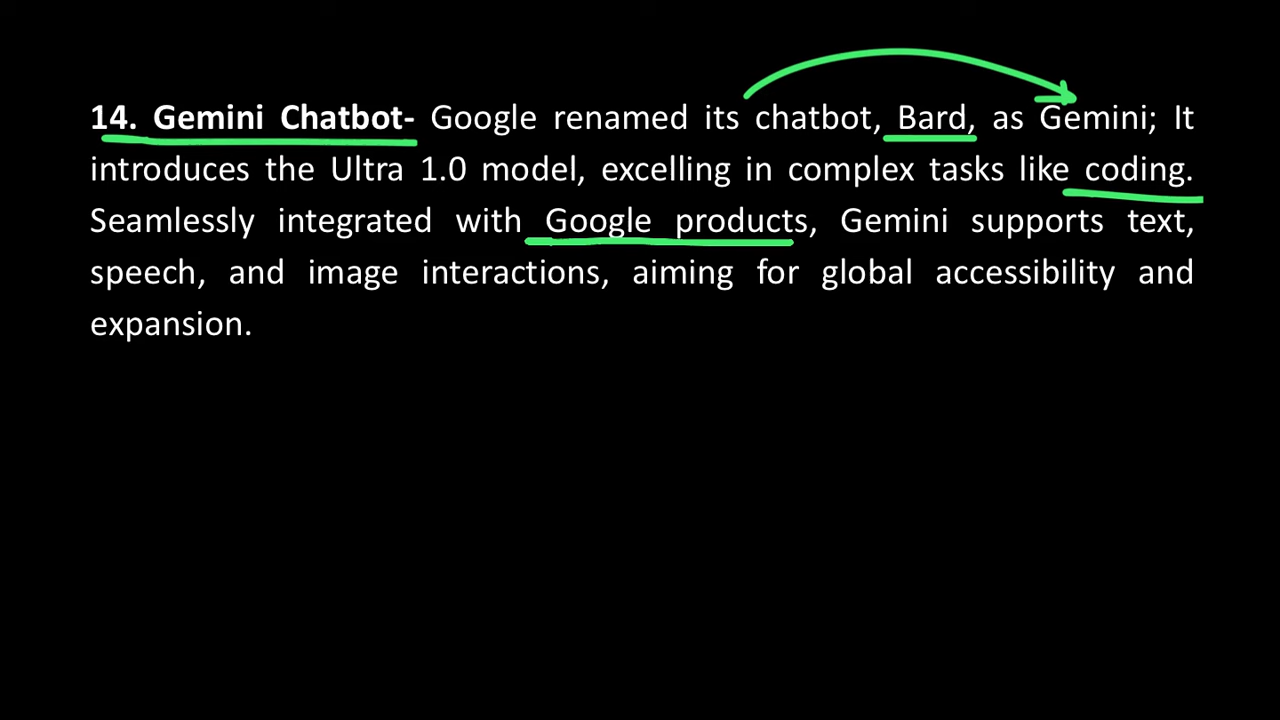 14. Gemini Chatbot- Google renamed its chatbot, Bard, as Gemini; It
introduces the Ultra 1.0 model, excelling in complex tasks like coding.
Seamlessly integrated with Google products, Gemini supports text,
speech, and image interactions, aiming for global accessibility and
expansion.